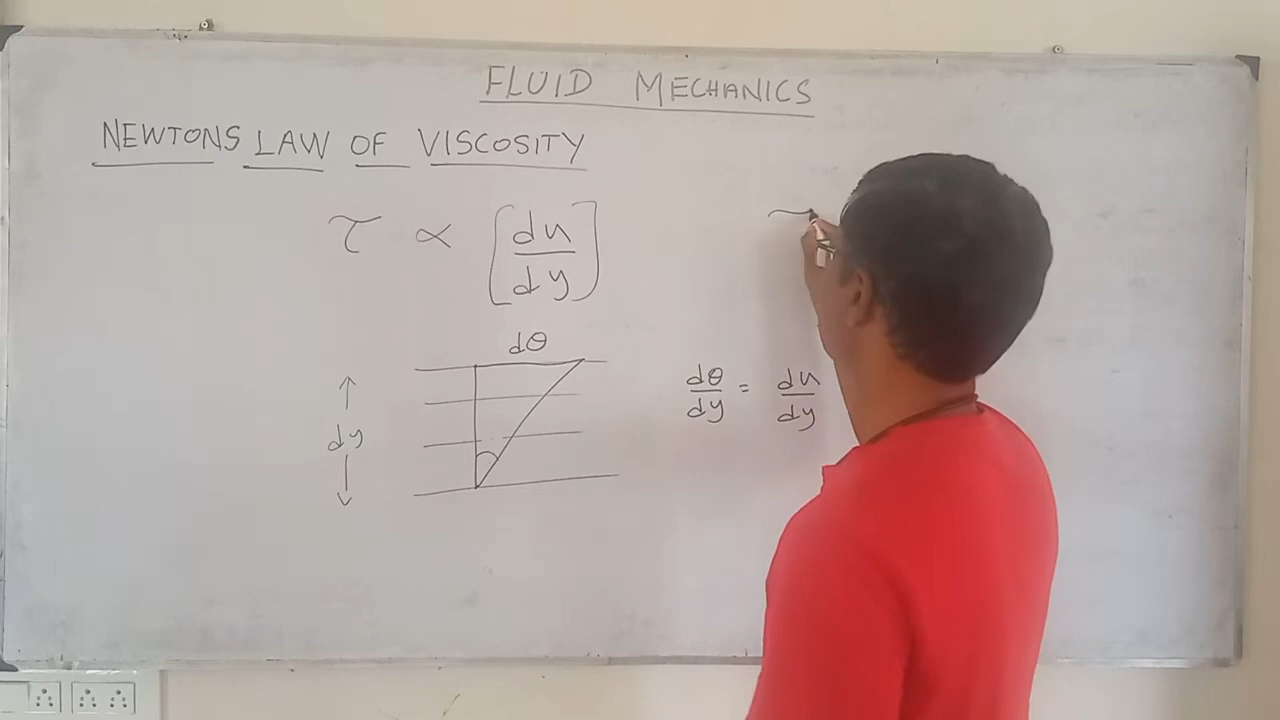 FLUID MECHANICS
NEWTONS LAW OF VISCOSITY
τ ∝ [du/dy]
dθ
dy
dθ/dy = du/dy